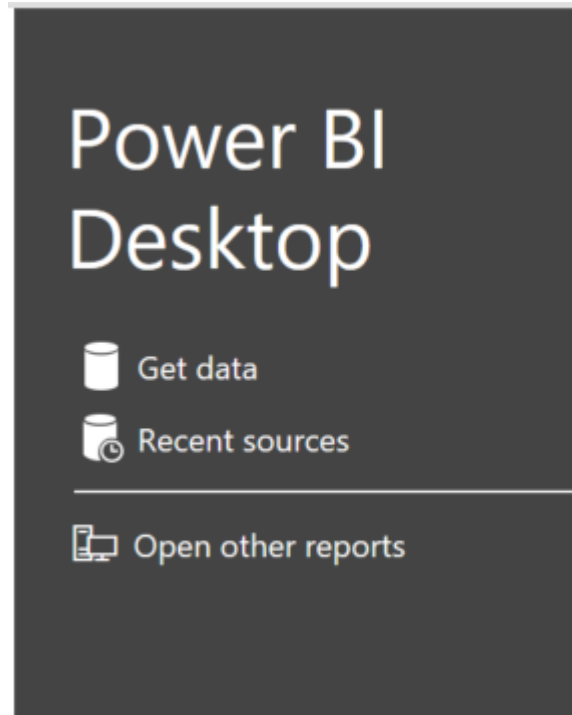 Power BI
Desktop
Get data
Recent sources
Open other reports